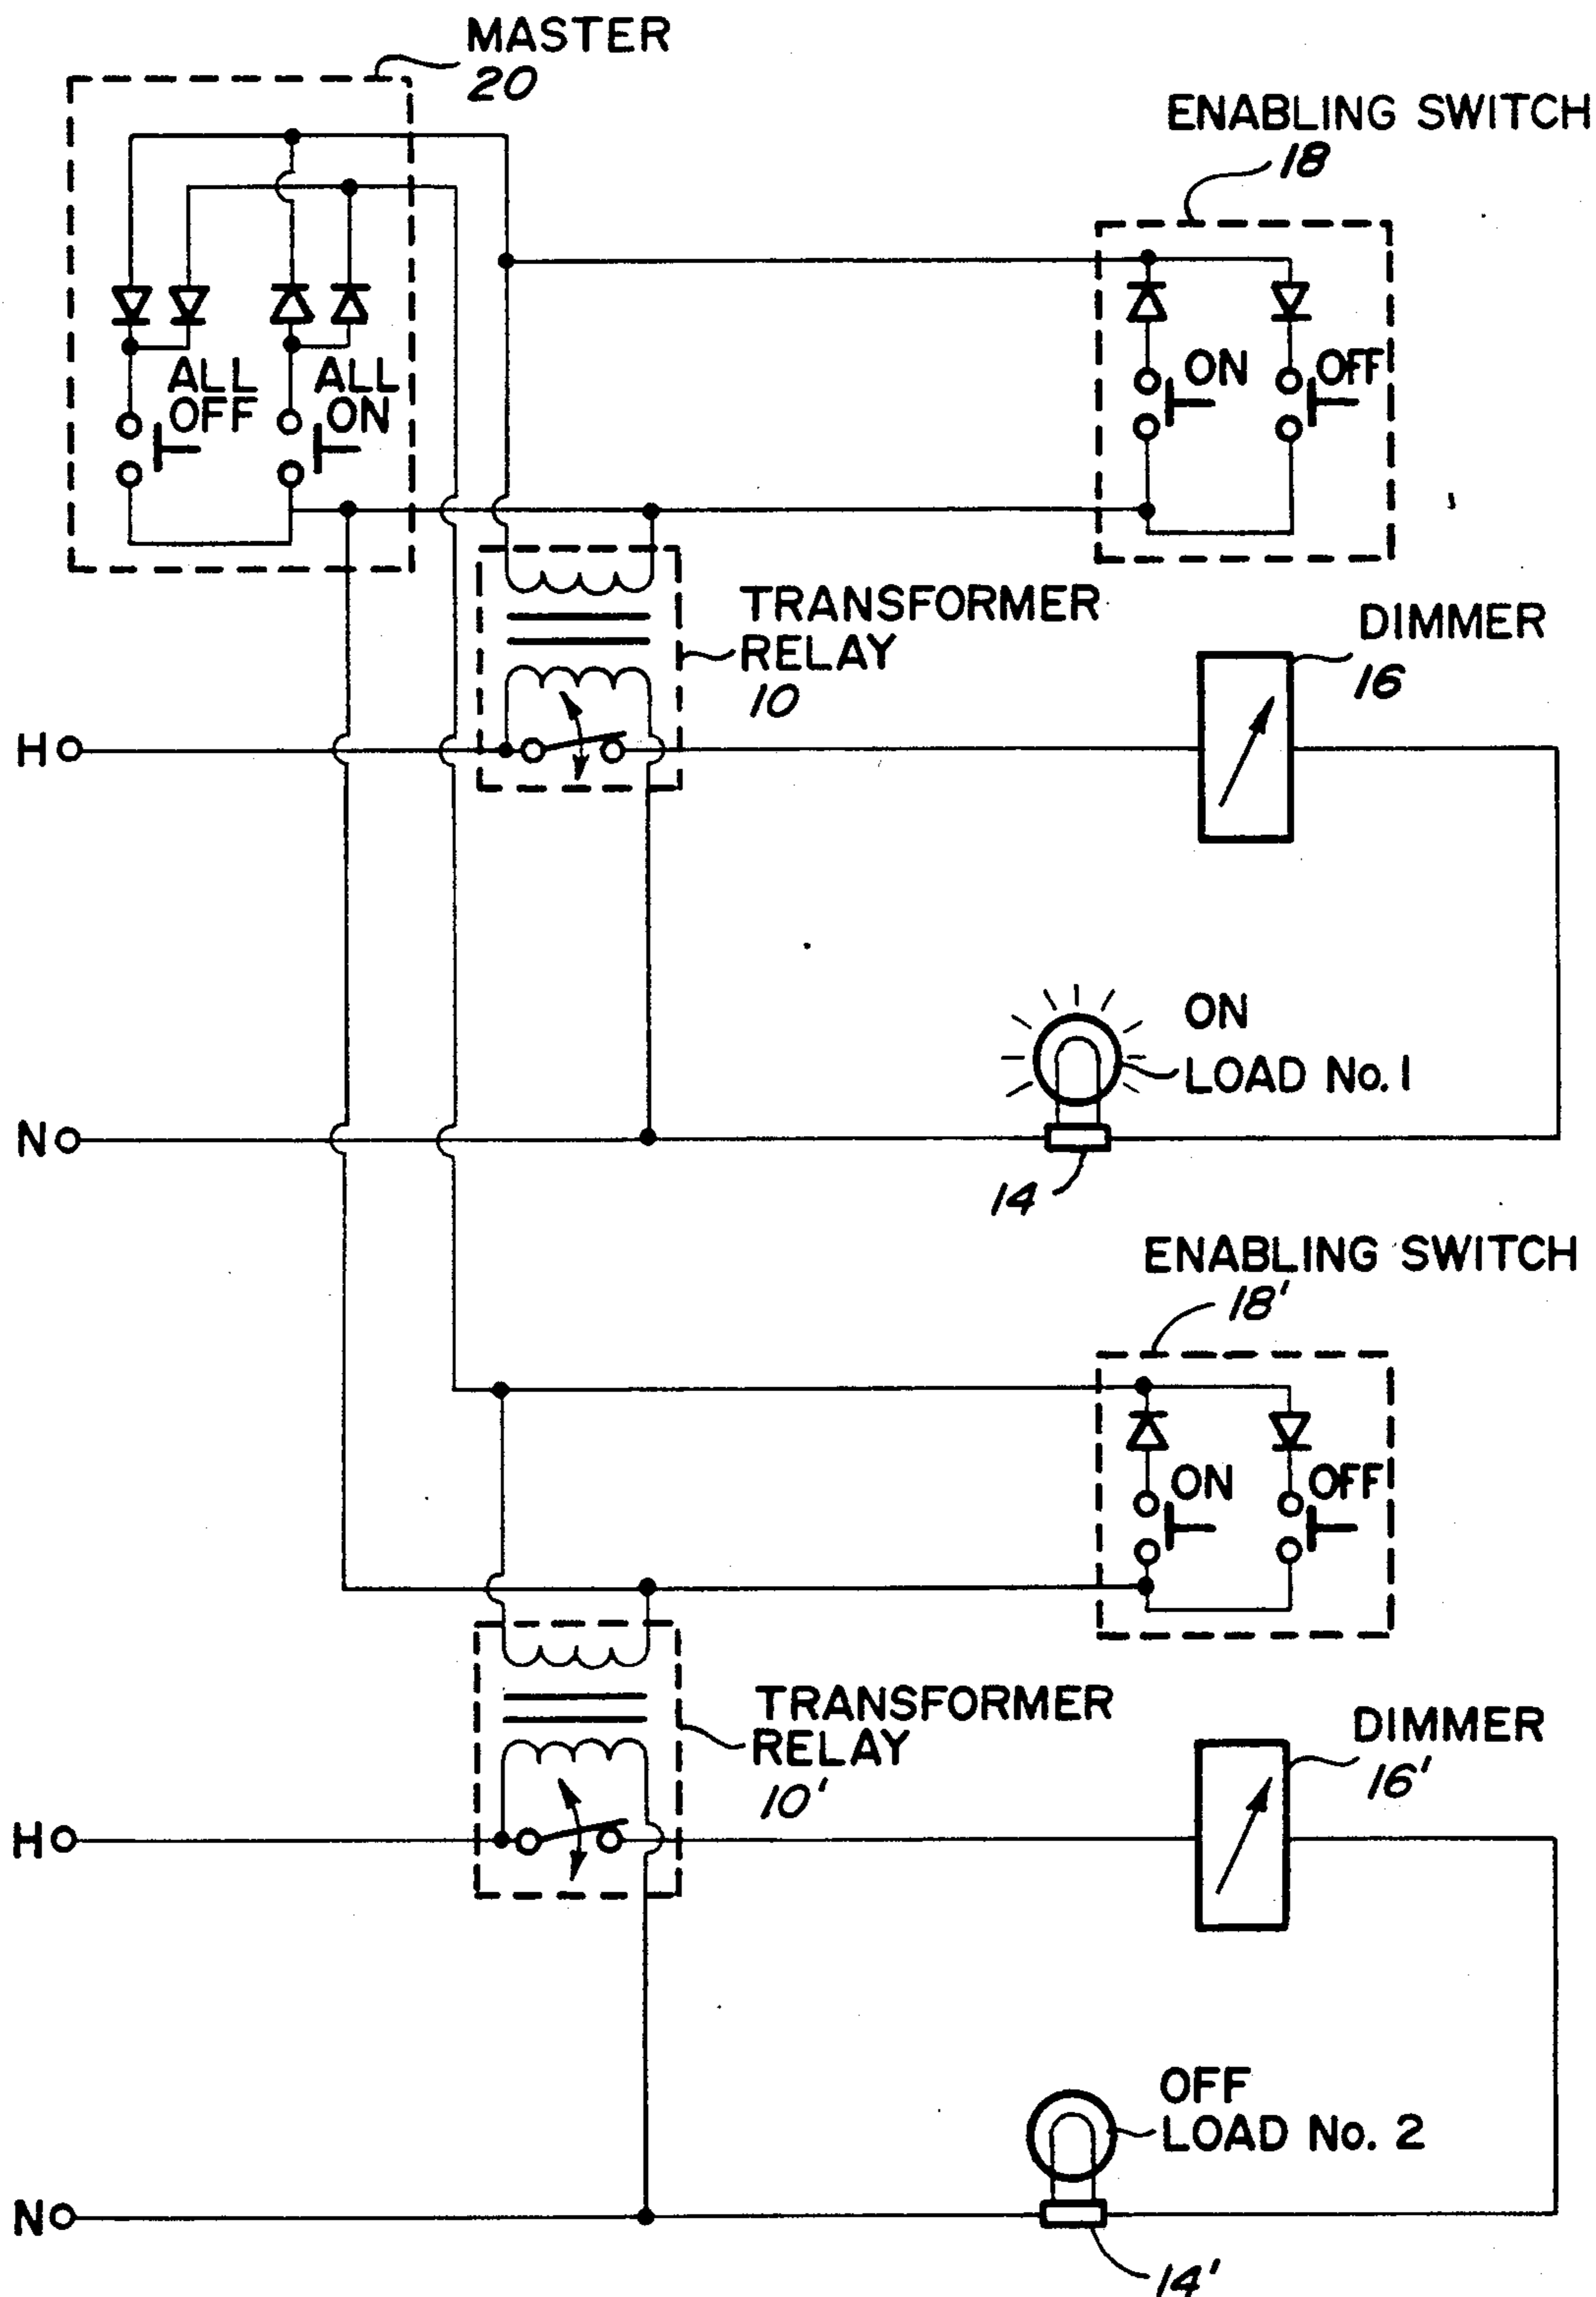 MASTER
20
ENABLING SWITCH
18
ALL
OFF
ALL
ON
ON
OFF
TRANSFORMER
RELAY
10
DIMMER
16
H
ON
LOAD No. 1
N
14
ENABLING SWITCH
18'
ON
OFF
TRANSFORMER
RELAY
10'
DIMMER
16'
H
OFF
LOAD No. 2
N
14'